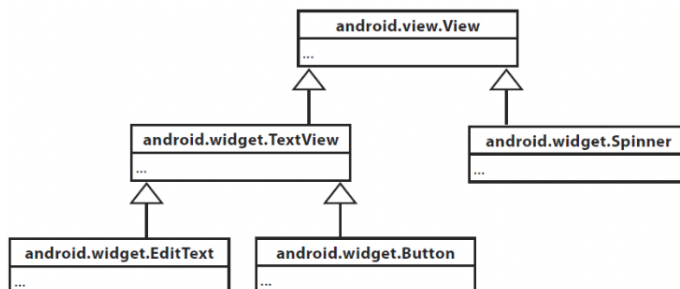 android.view.View
...
android.widget.TextView
...
android.widget.Spinner
...
android.widget.EditText
...
android.widget.Button
...